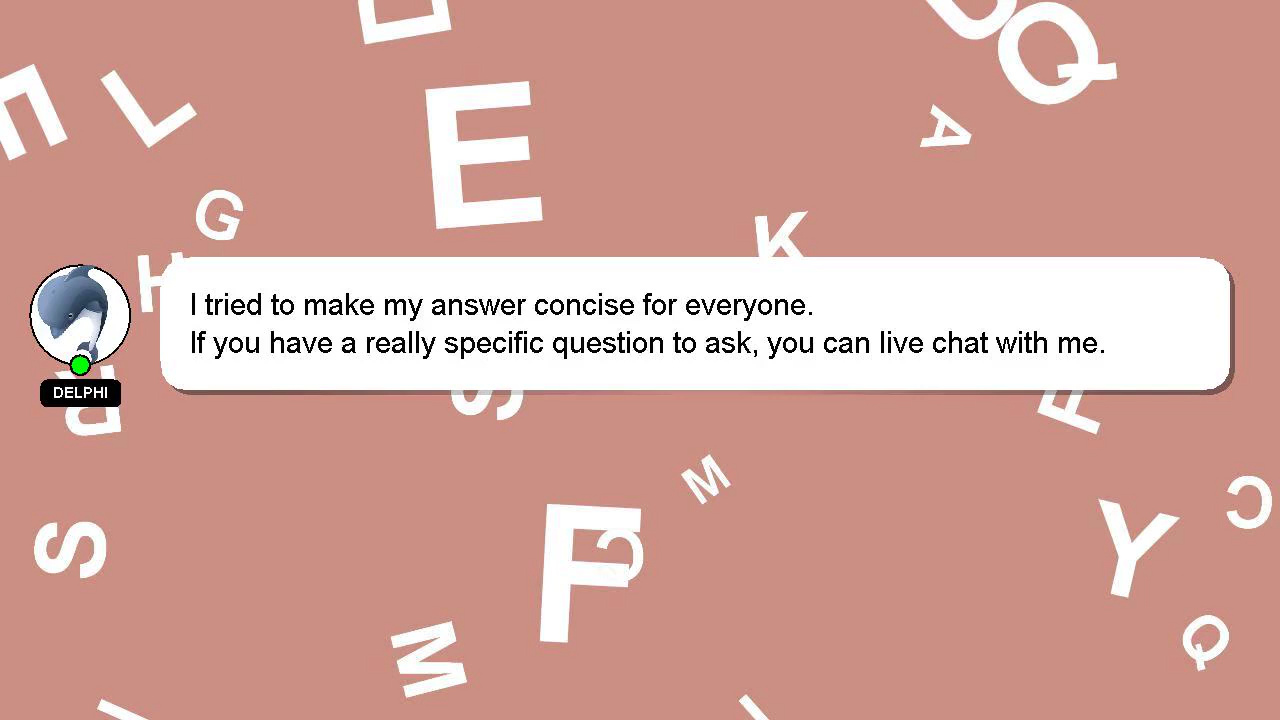 I tried to make my answer concise for everyone.
If you have a really specific question to ask, you can live chat with me.
DELPHI
L
E
Q
A
G
K
H
R
S
F
M
Y
C
S
F
G
M
Q